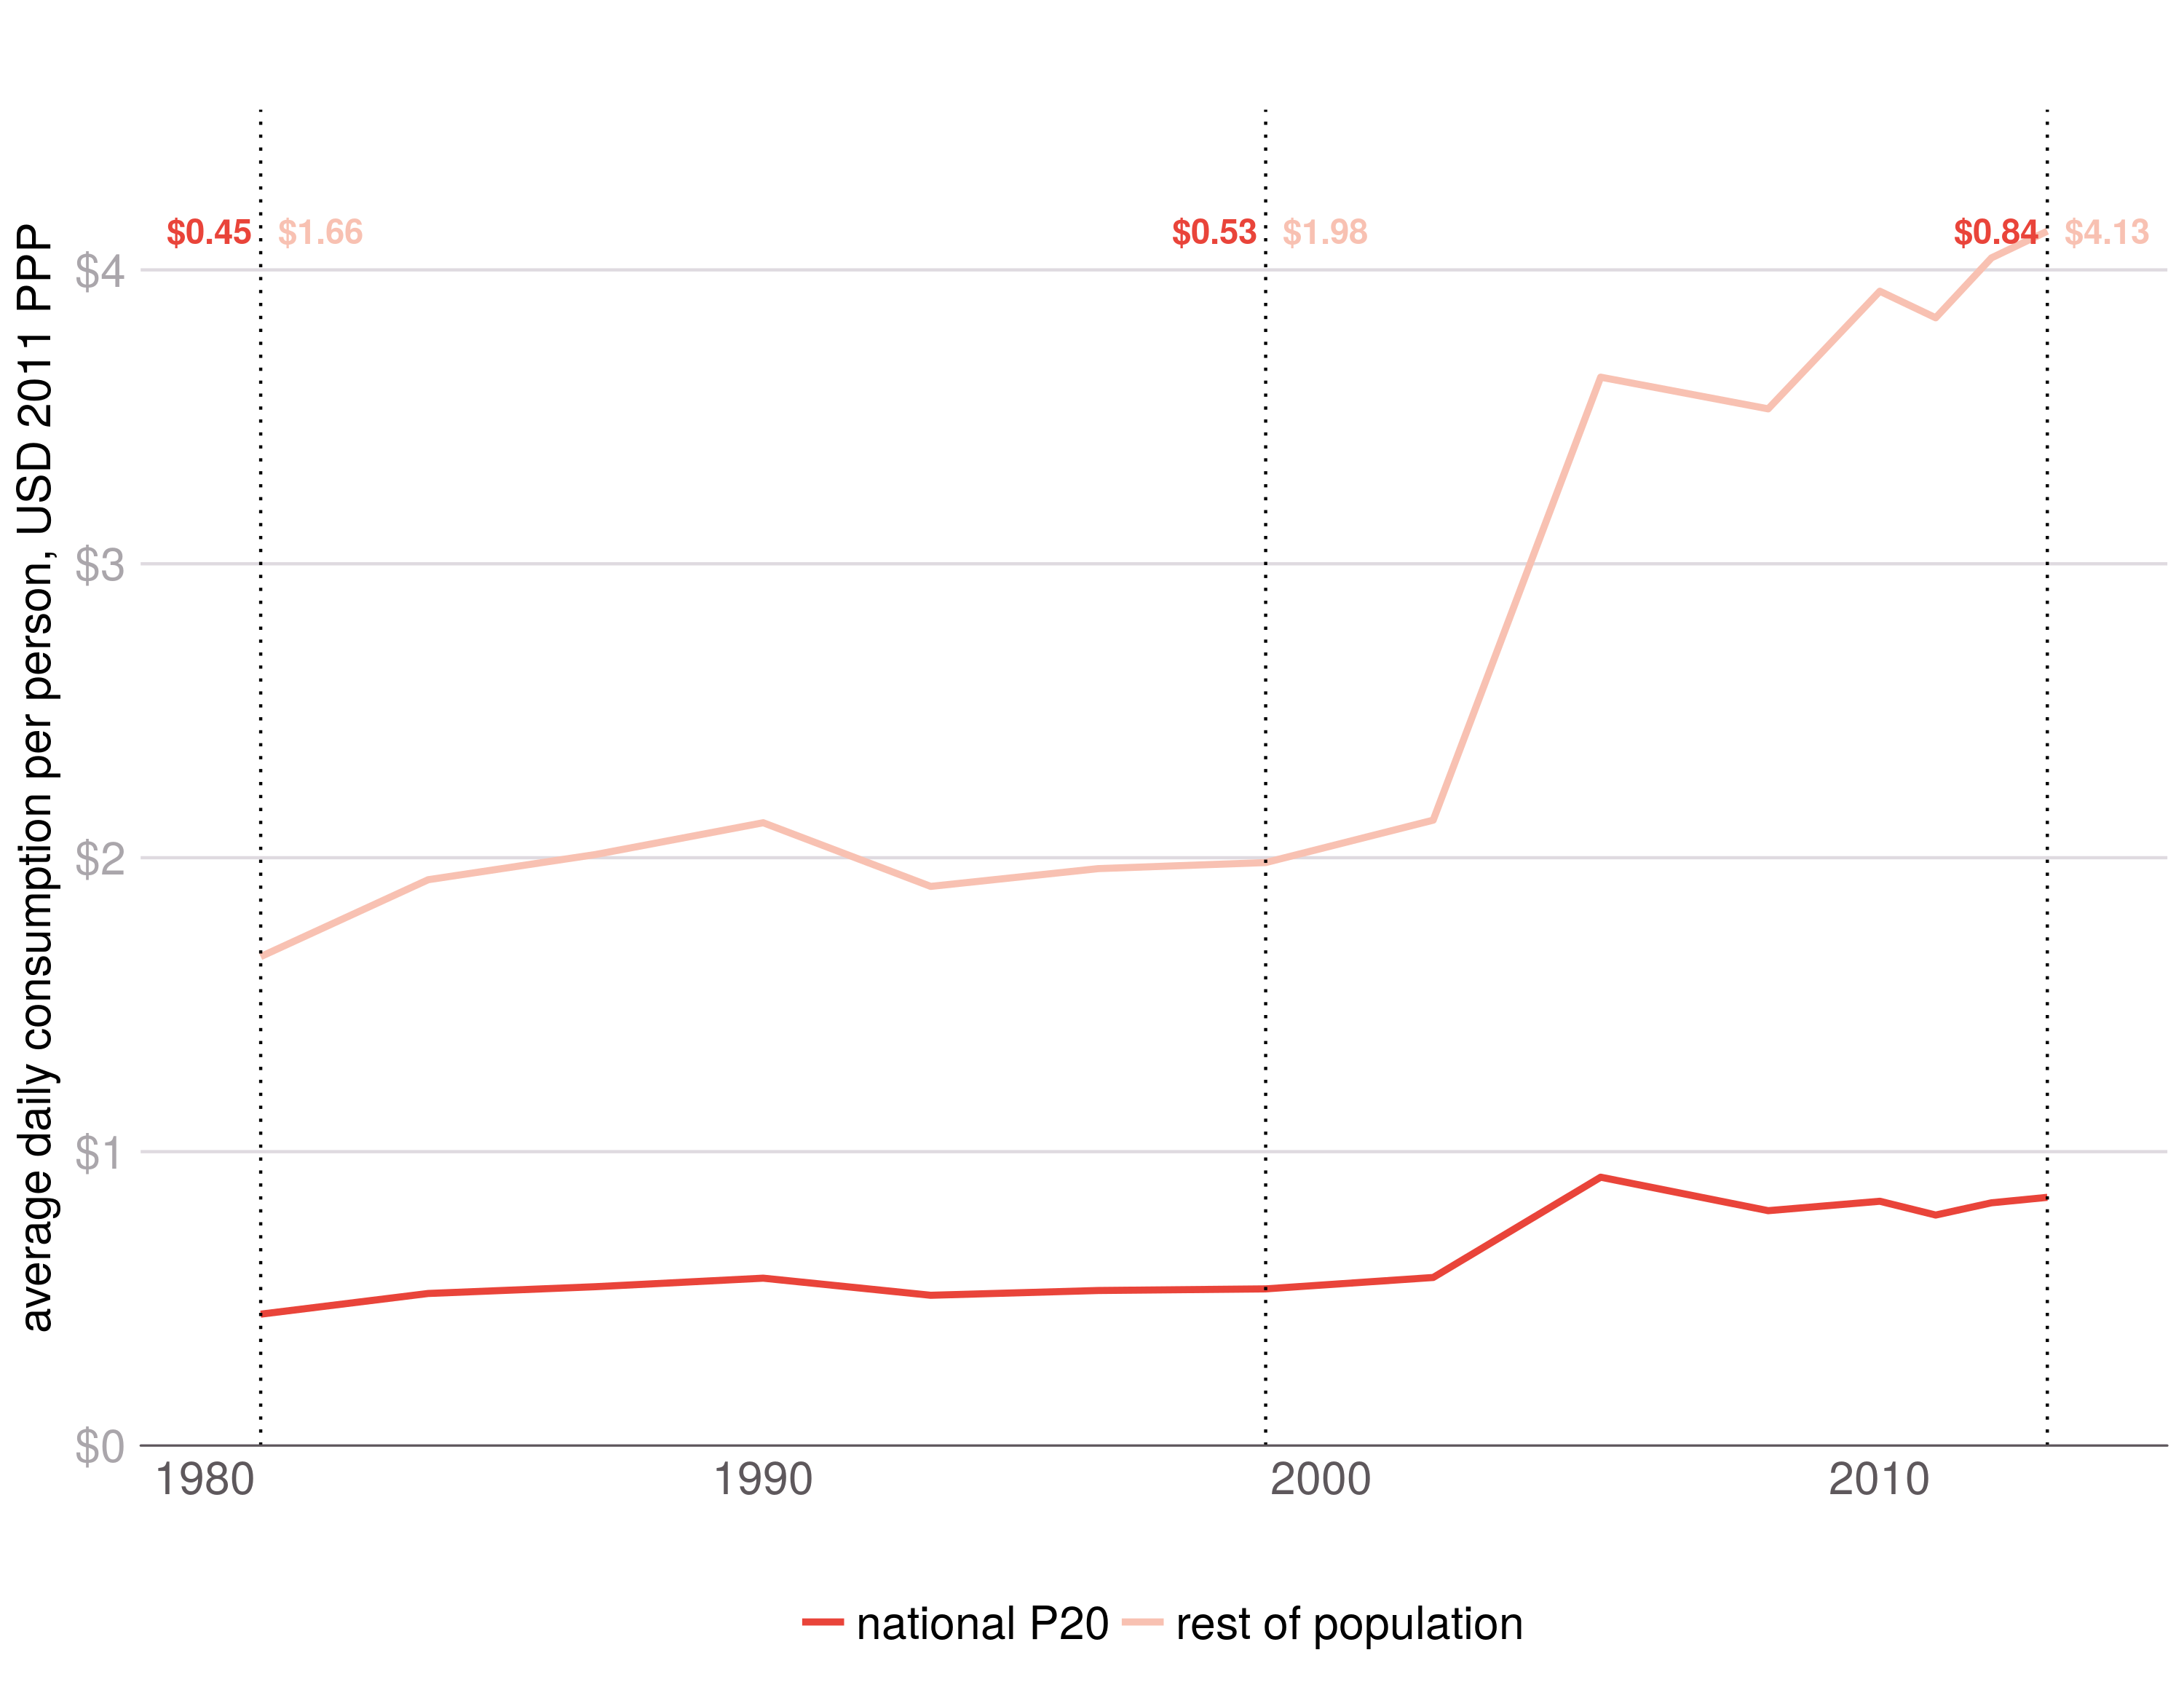 average daily consumption per person, USD 2011 PPP
$0.45 $1.66 $0.53 $1.98 $0.84 $4.13
$4
$3
$2
$1
$0
1980 1990 2000 2010
national P20 rest of population